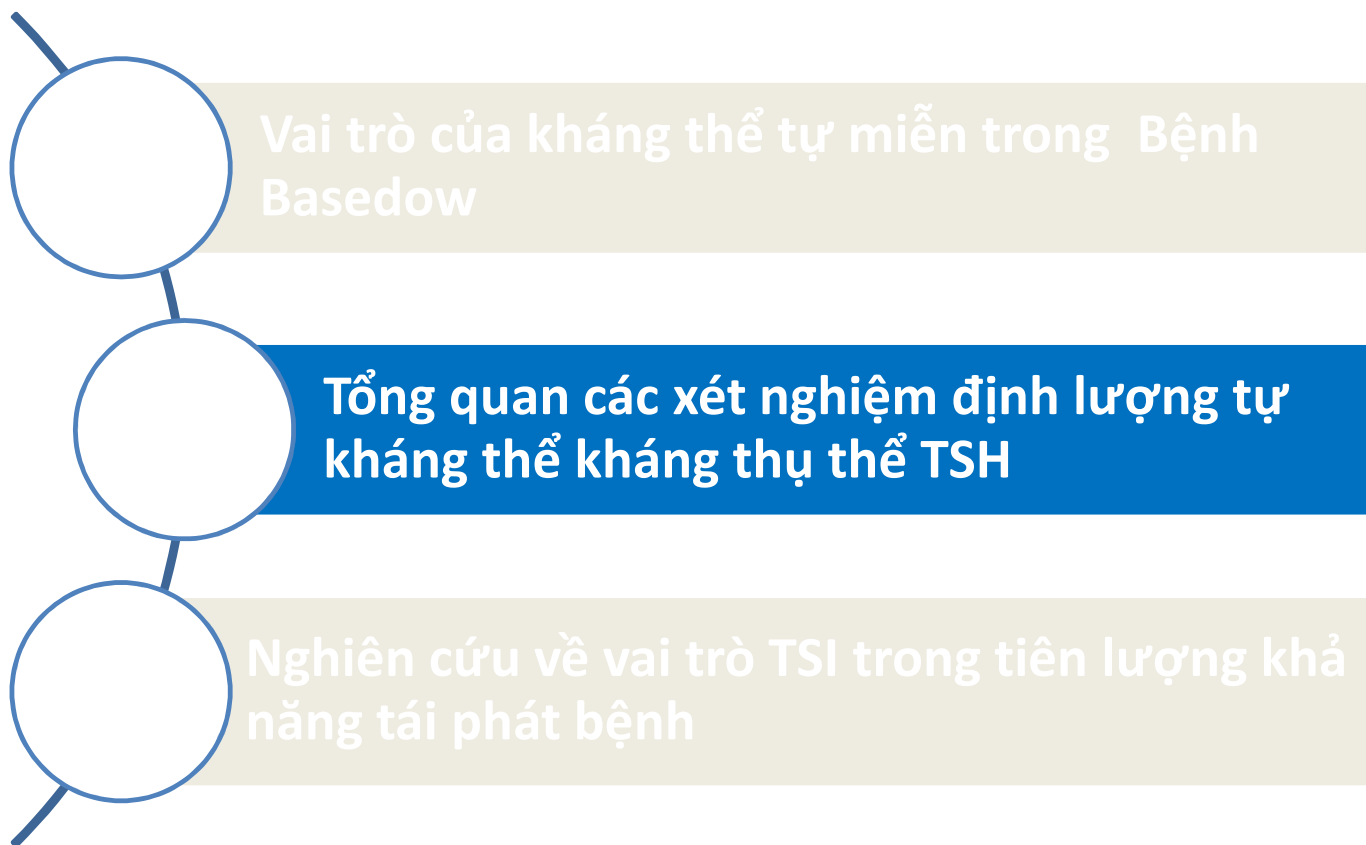 Vai trò của kháng thể tự miễn trong  Bệnh
Basedow
Tổng quan các xét nghiệm định lượng tự
kháng thể kháng thụ thể TSH
Nghiên cứu về vai trò TSI trong tiên lượng khả
năng tái phát bệnh